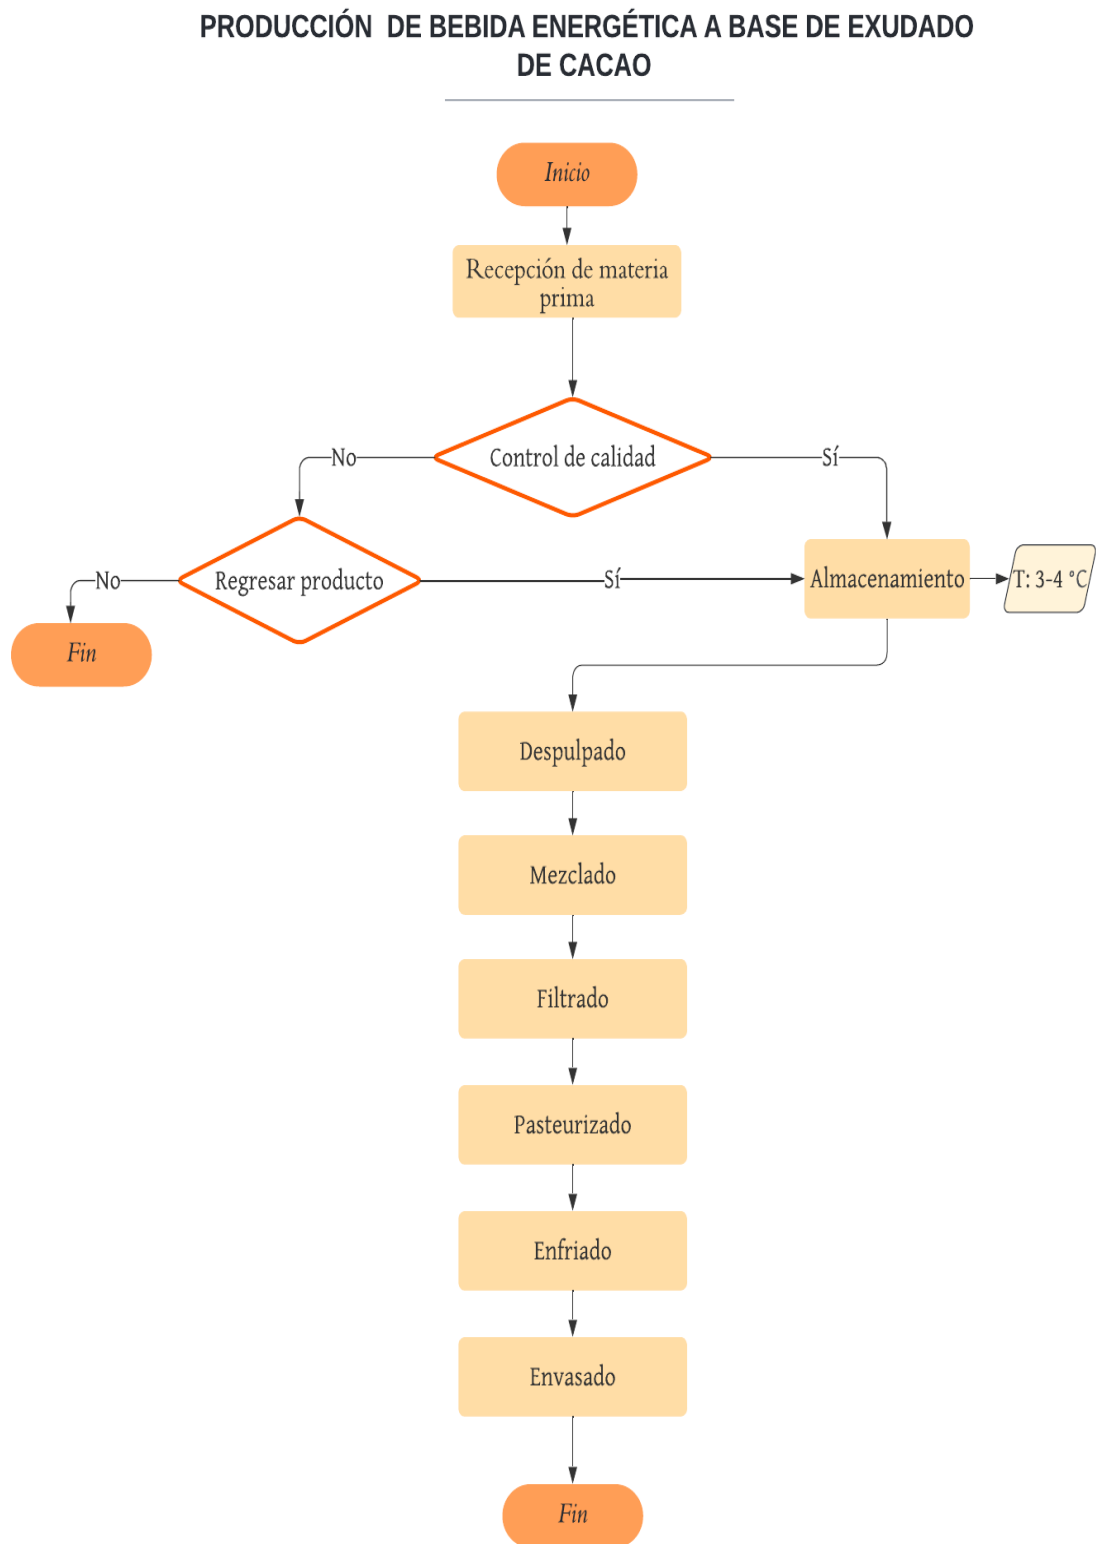 PRODUCCIÓN  DE BEBIDA ENERGÉTICA A BASE DE EXUDADO
DE CACAO
Inicio
Recepción de materia
prima
Control de calidad
No
Sí
Regresar producto
No
Sí
Almacenamiento
T: 3-4 °C
Fin
Despulpado
Mezclado
Filtrado
Pasteurizado
Enfriado
Envasado
Fin